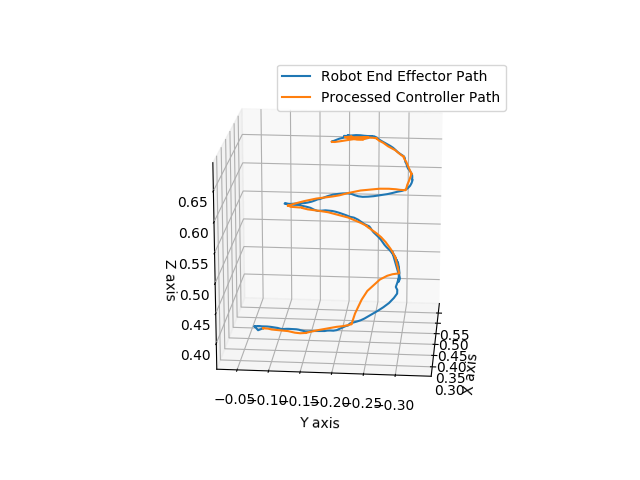 Robot End Effector Path
Processed Controller Path
0.65
0.60
0.55
0.50
0.45
0.40
Z axis
0.55
0.50
0.45
0.40
0.35
0.30
X axis
−0.05 −0.10 −0.15 −0.20 −0.25 −0.30
Y axis